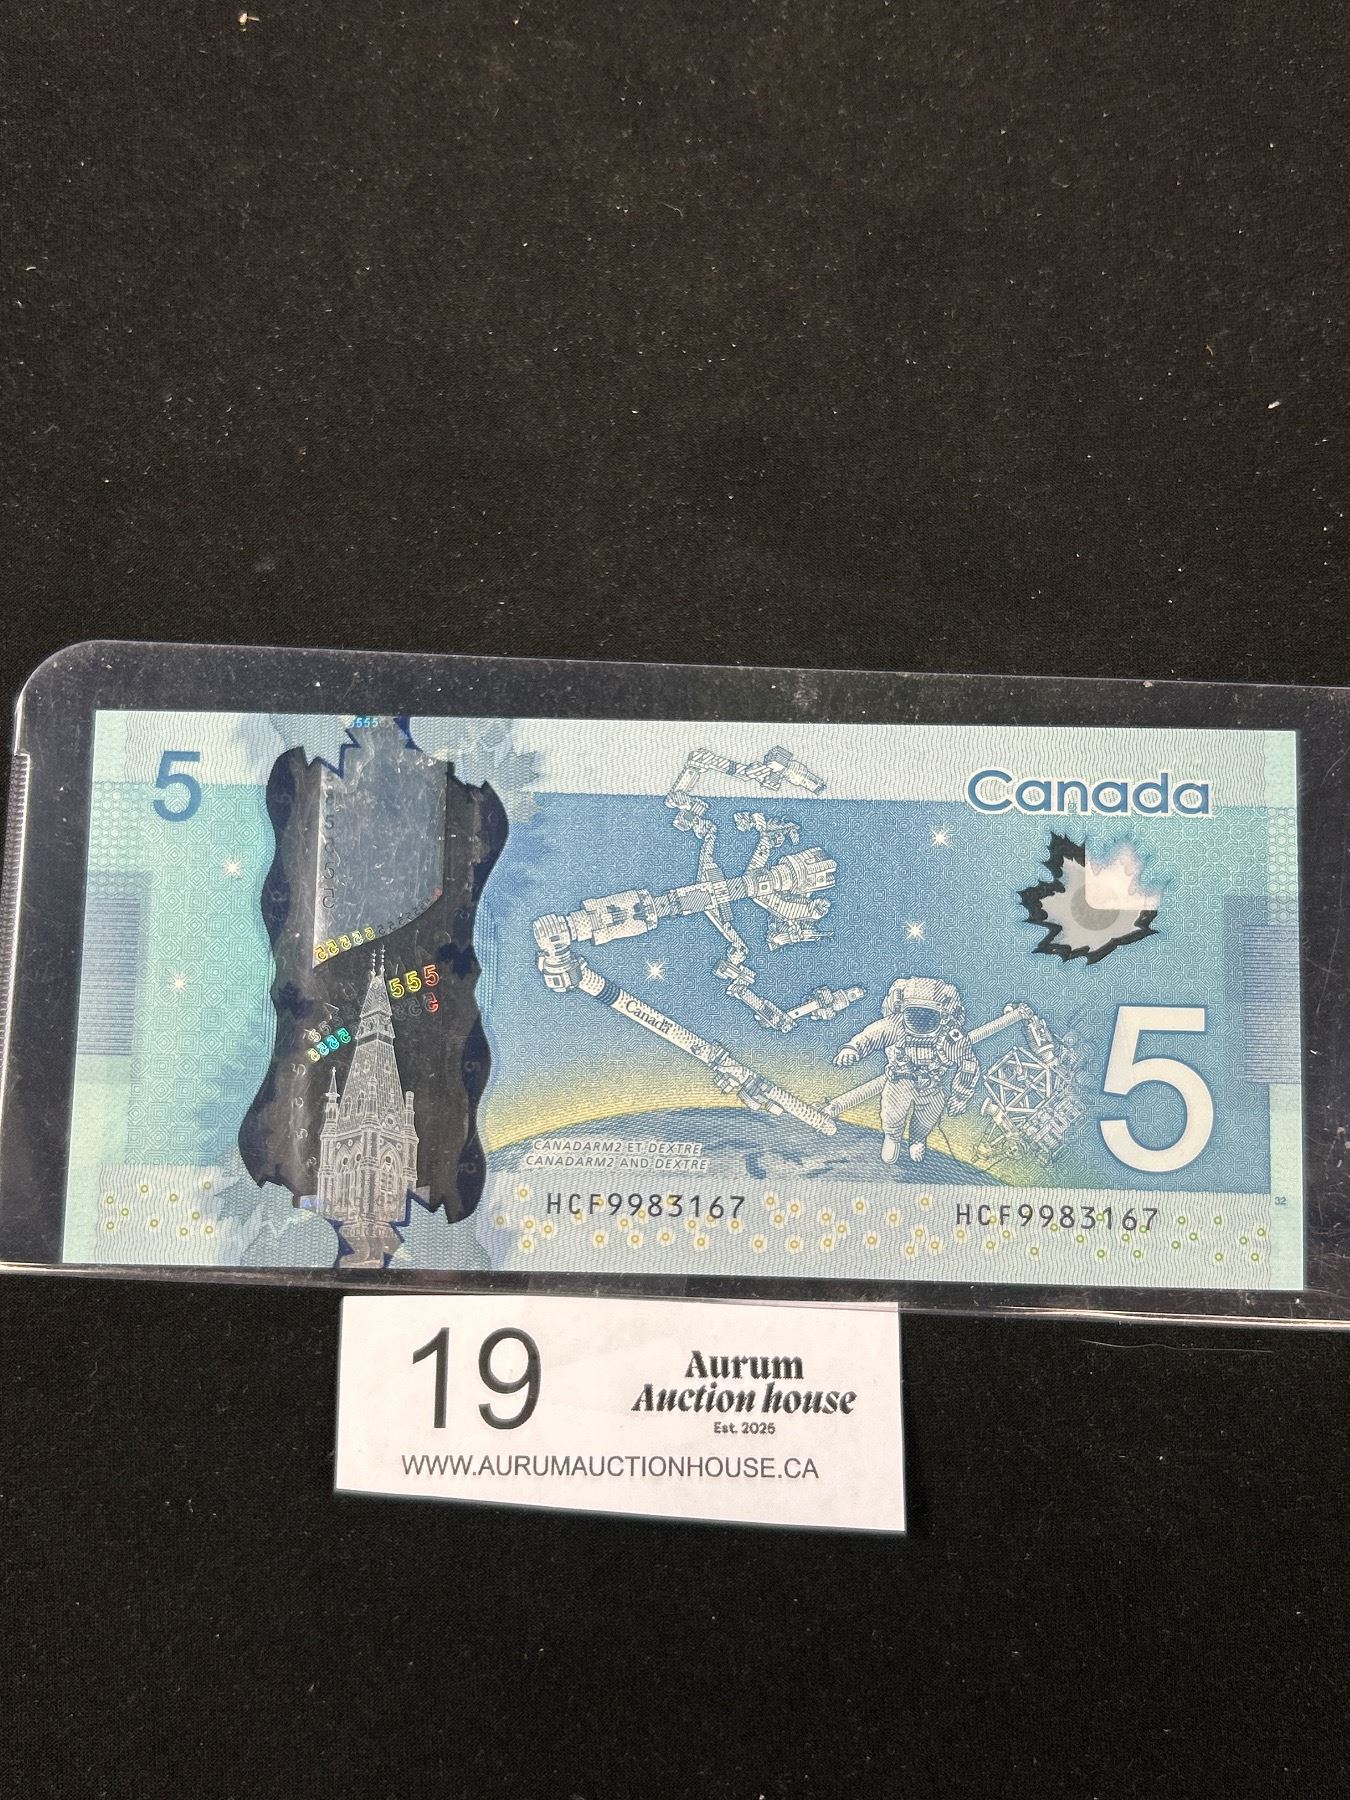 5
Canada
Canada
5
CANADARM2 ET DEXTRE
CANADARM2 AND DEXTRE
HCF9983167
HCF9983167
32
19
Aurum
Auction house
Est. 2025
WWW.AURUMAUCTIONHOUSE.CA